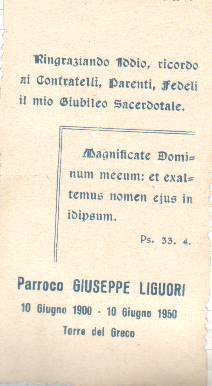 Ringraziando Iddio, ricordo
ai Confratelli, Parenti, Fedeli
il mio Giubileo Sacerdotale.
Magnificate Domi=
num mecum: et exal=
temus nomen ejus in
idipsum.
Ps. 33. 4.
Parroco GIUSEPPE LIGUORI
10 Giugno 1900 - 10 Giugno 1950
Torre del Greco